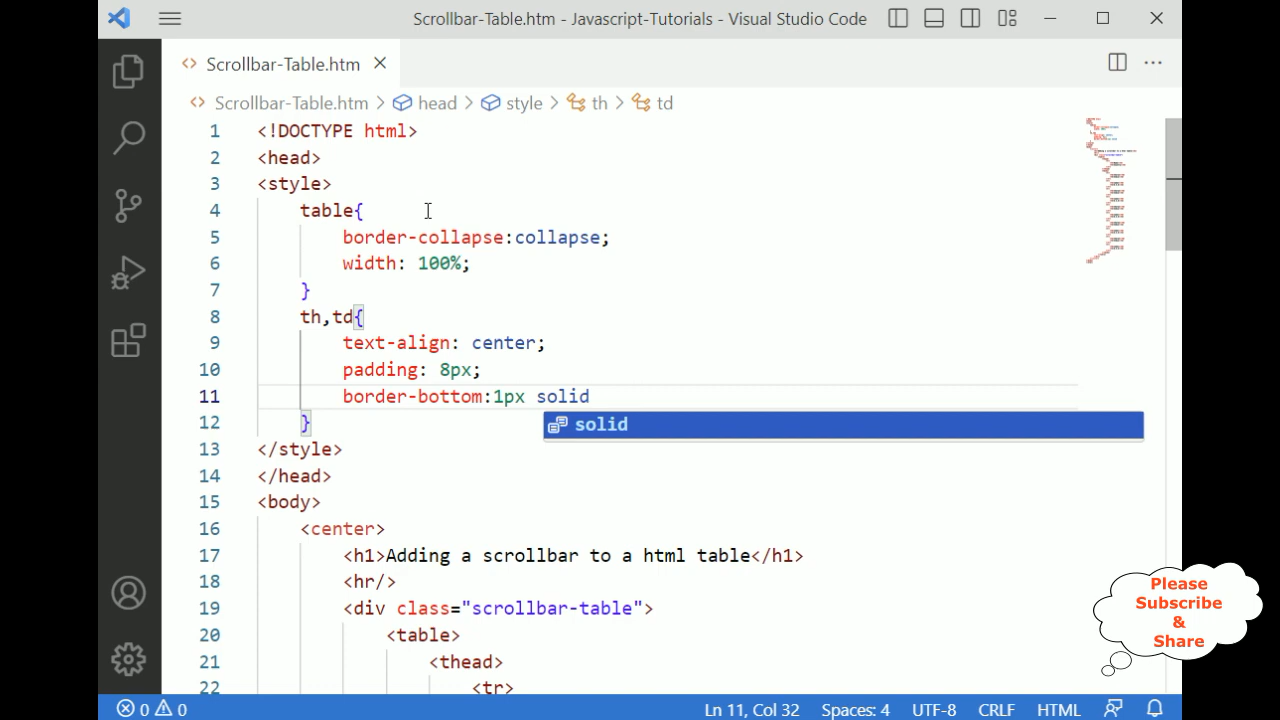 Scrollbar-Table.htm - Javascript-Tutorials - Visual Studio Code
Scrollbar-Table.htm
Scrollbar-Table.htm > head > style > th > td
1 <!DOCTYPE html>
2 <head>
3 <style>
4 table{
5 border-collapse:collapse;
6 width: 100%;
7 }
8 th,td{
9 text-align: center;
10 padding: 8px;
11 border-bottom:1px solid
12 }
solid
13 </style>
14 </head>
15 <body>
16 <center>
17 <h1>Adding a scrollbar to a html table</h1>
18 <hr/>
19 <div class="scrollbar-table">
20 <table>
21 <thead>
22 <tr>
Please
Subscribe
&
Share
0 0
Ln 11, Col 32 Spaces: 4 UTF-8 CRLF HTML